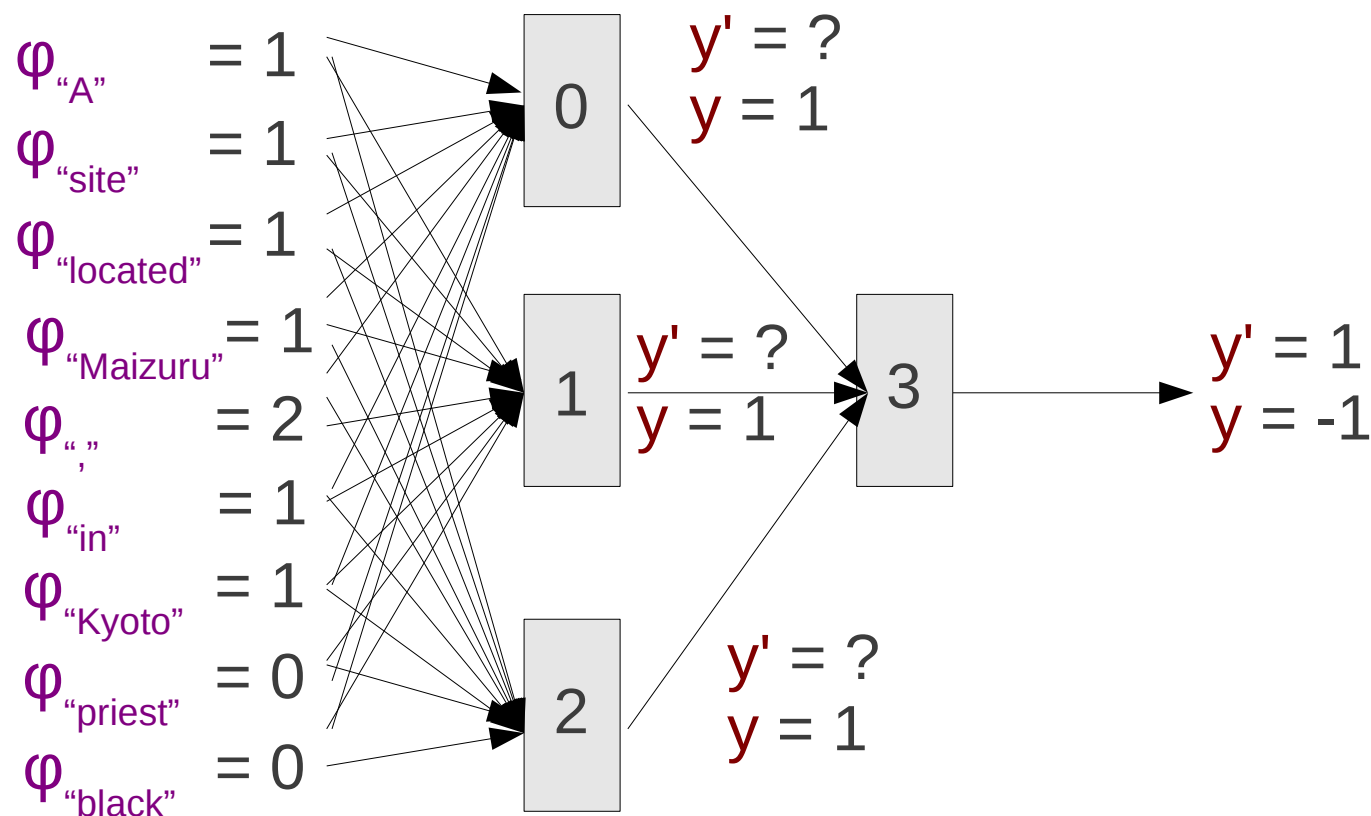 φ“A” = 1
φ“site” = 1
φ“located” = 1
φ“Maizuru” = 1
φ“,” = 2
φ“in” = 1
φ“Kyoto” = 1
φ“priest” = 0
φ“black” = 0
0
1
2
3
y' = ?
y = 1
y' = ?
y = 1
y' = ?
y = 1
y' = 1
y = -1